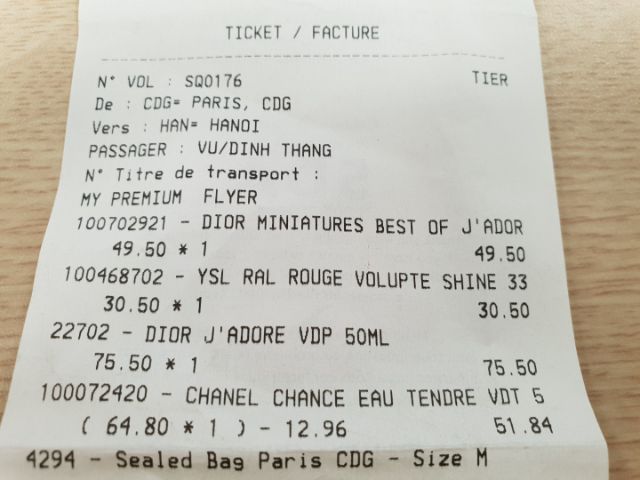 TICKET / FACTURE
N° VOL : SQ0176 TIER
De : CDG= PARIS, CDG
Vers : HAN= HANOI
PASSAGER : VU/DINH THANG
N° Titre de transport :
MY PREMIUM FLYER
100702921 - DIOR MINIATURES BEST OF J'ADOR
49.50 * 1 49.50
100468702 - YSL RAL ROUGE VOLUPTE SHINE 33
30.50 * 1 30.50
22702 - DIOR J'ADORE VDP 50ML
75.50 * 1 75.50
100072420 - CHANEL CHANCE EAU TENDRE VDT 5
( 64.80 * 1 ) - 12.96 51.84
4294 - Sealed Bag Paris CDG - Size M